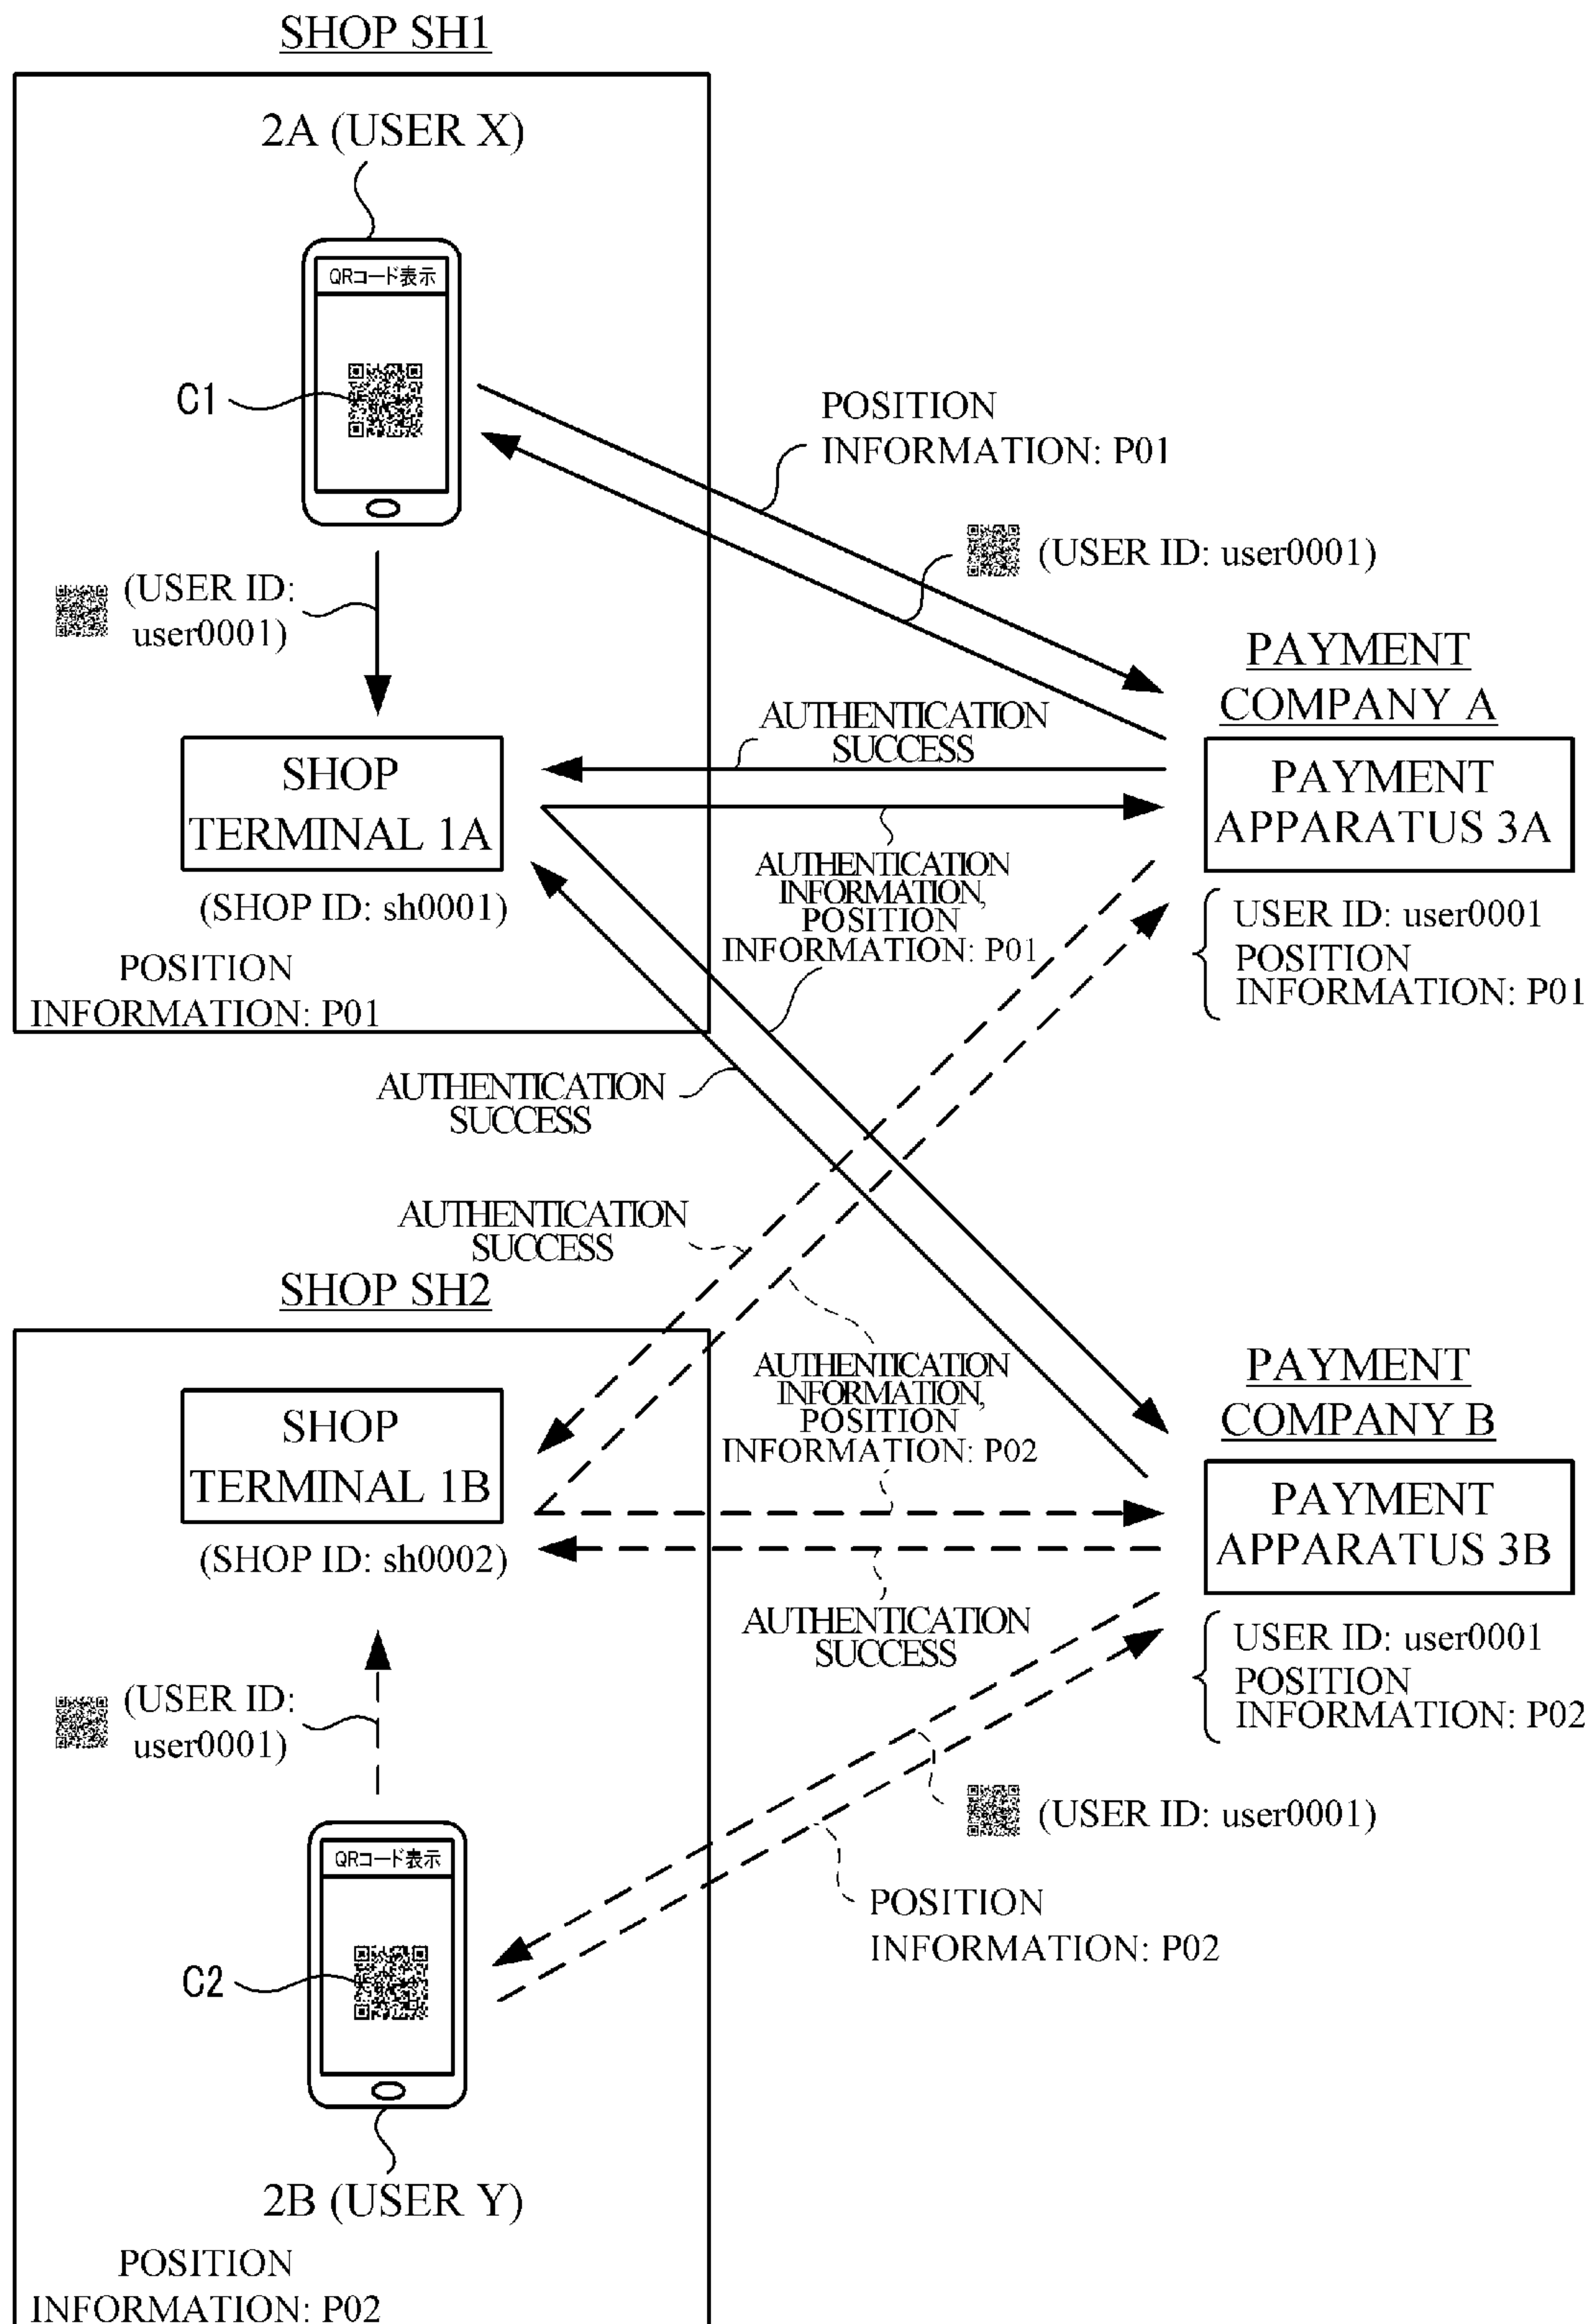 SHOP SH1
2A (USER X)
QRコード表示
C1
POSITION
INFORMATION: P01
(USER ID: user0001)
(USER ID:
user0001)
PAYMENT
COMPANY A
AUTHENTICATION
SUCCESS
SHOP
TERMINAL 1A
PAYMENT
APPARATUS 3A
(SHOP ID: sh0001)
AUTHENTICATION
INFORMATION,
POSITION
INFORMATION: P01
USER ID: user0001
POSITION
INFORMATION: P01
POSITION
INFORMATION: P01
AUTHENTICATION
SUCCESS
AUTHENTICATION
SUCCESS
SHOP SH2
AUTHENTICATION
INFORMATION,
POSITION
INFORMATION: P02
PAYMENT
COMPANY B
SHOP
TERMINAL 1B
PAYMENT
APPARATUS 3B
(SHOP ID: sh0002)
AUTHENTICATION
SUCCESS
USER ID: user0001
POSITION
INFORMATION: P02
(USER ID:
user0001)
(USER ID: user0001)
QRコード表示
POSITION
INFORMATION: P02
C2
2B (USER Y)
POSITION
INFORMATION: P02